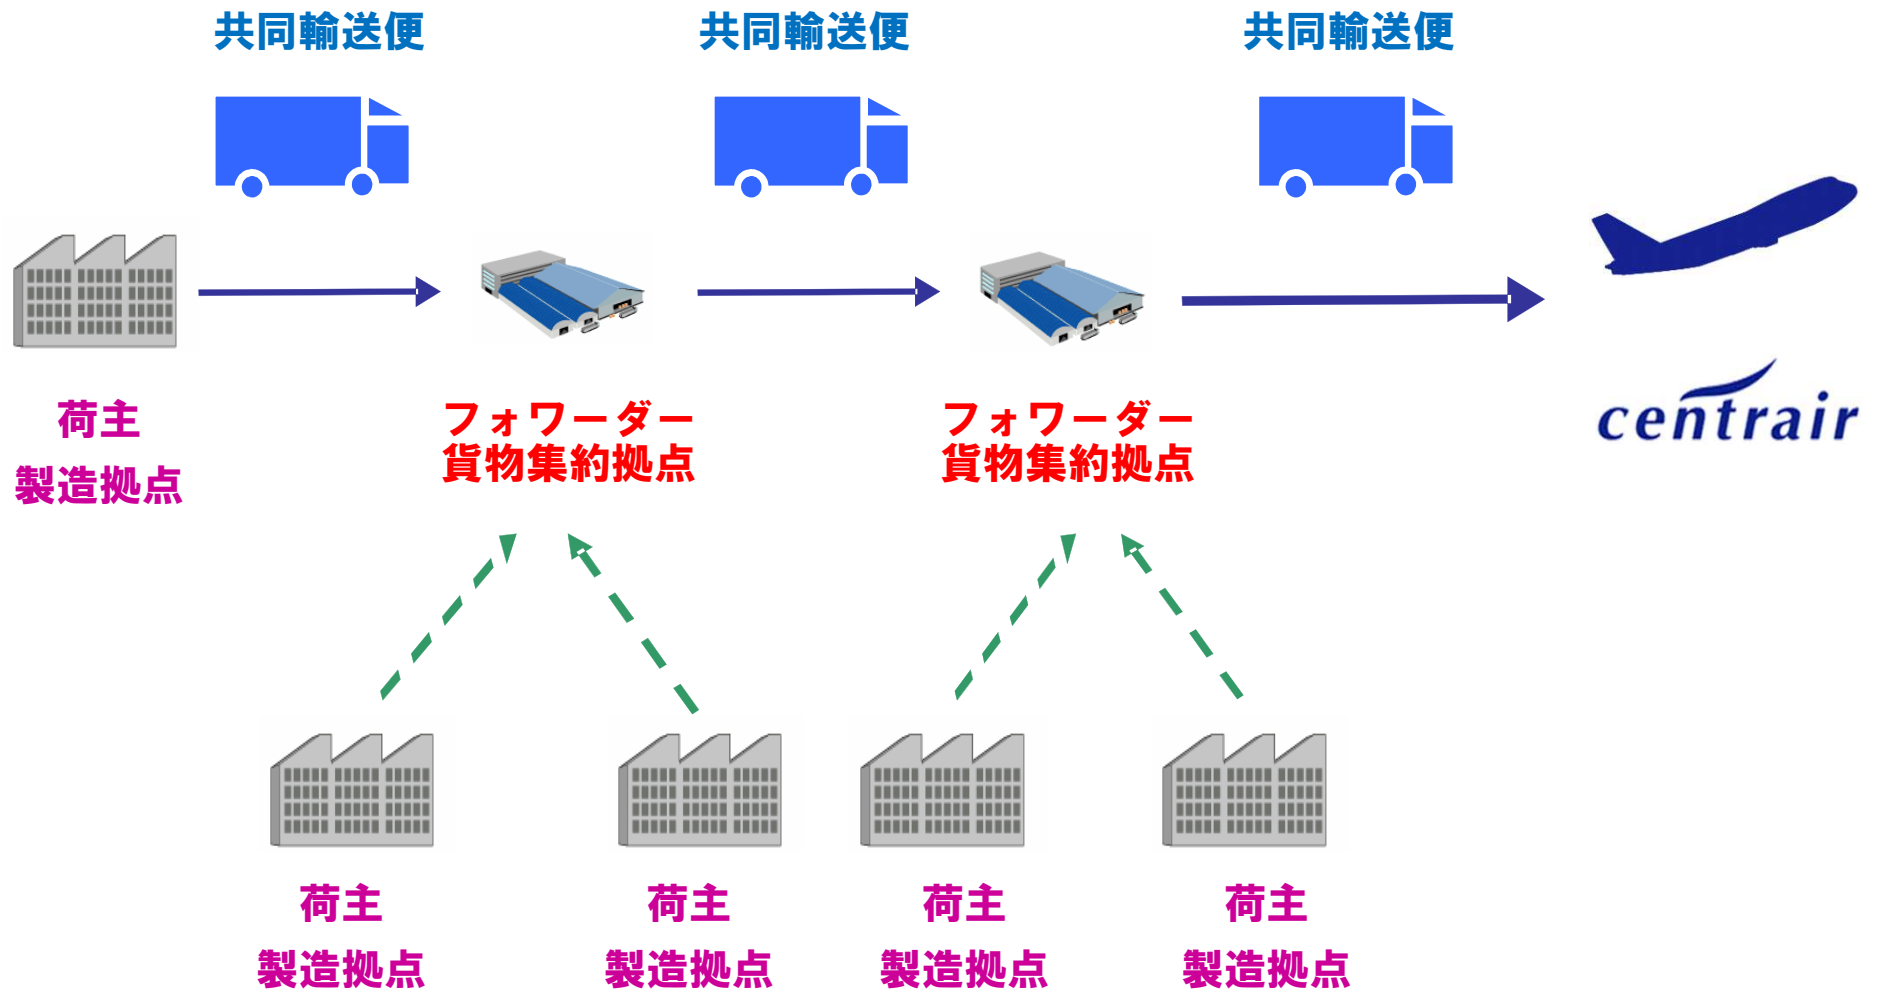 共同輸送便
共同輸送便
共同輸送便
荷主
製造拠点
フォワーダー
貨物集約拠点
フォワーダー
貨物集約拠点
centrair
荷主
製造拠点
荷主
製造拠点
荷主
製造拠点
荷主
製造拠点